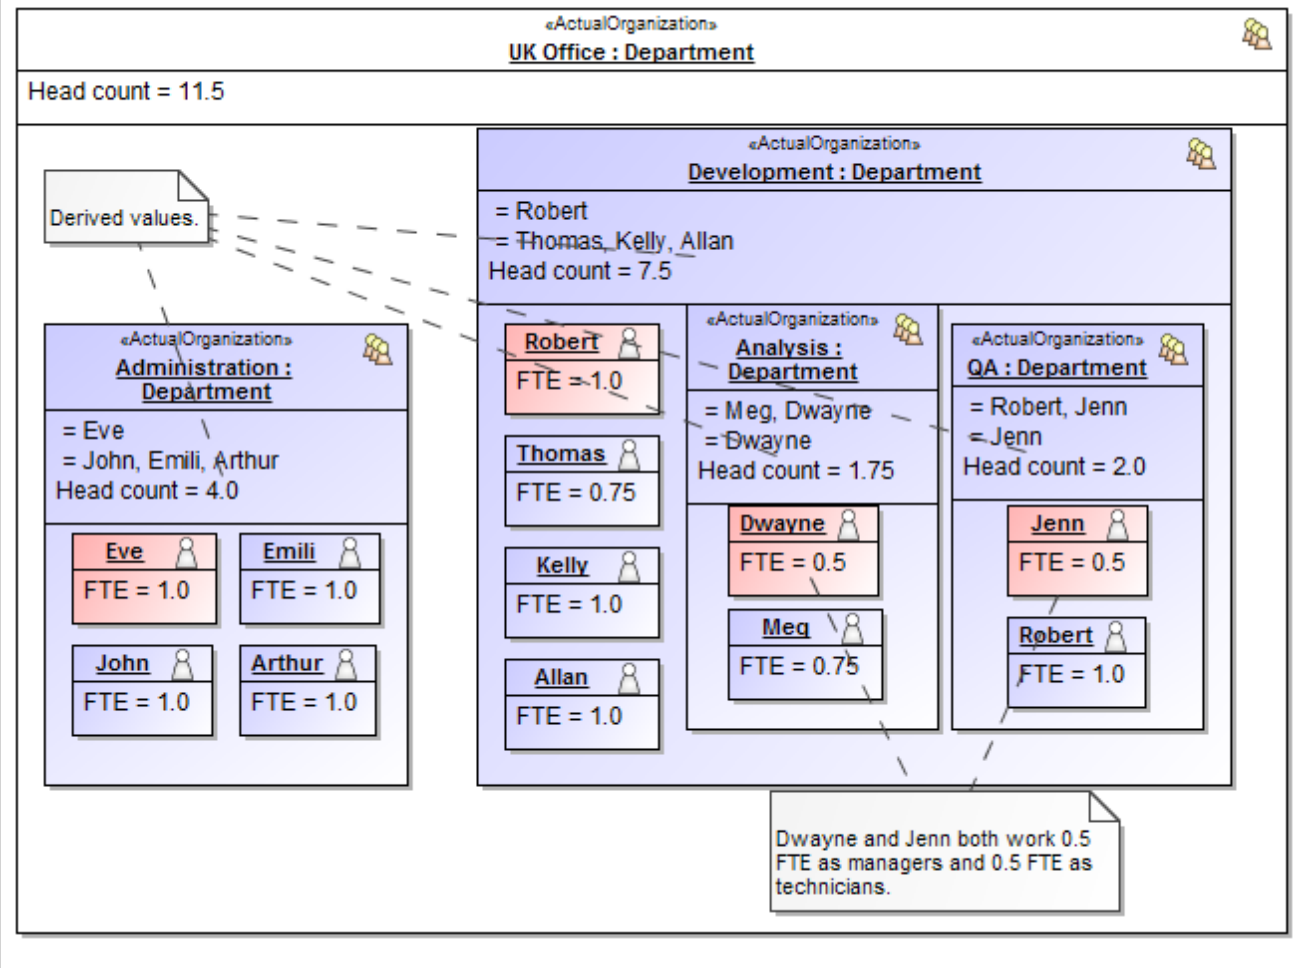 «ActualOrganization»
UK Office : Department
Head count = 11.5
Derived values.
«ActualOrganization»
Development : Department
= Robert
= Thomas, Kelly, Allan
Head count = 7.5
«ActualOrganization»
Administration :
Department
= Eve
= John, Emili, Arthur
Head count = 4.0
Eve
FTE = 1.0
Emili
FTE = 1.0
John
FTE = 1.0
Arthur
FTE = 1.0
Robert
FTE = 1.0
Thomas
FTE = 0.75
Kelly
FTE = 1.0
Allan
FTE = 1.0
«ActualOrganization»
Analysis :
Department
= Meg, Dwayne
= Dwayne
Head count = 1.75
Dwayne
FTE = 0.5
Meg
FTE = 0.75
«ActualOrganization»
QA : Department
= Robert, Jenn
= Jenn
Head count = 2.0
Jenn
FTE = 0.5
Robert
FTE = 1.0
Dwayne and Jenn both work 0.5
FTE as managers and 0.5 FTE as
technicians.